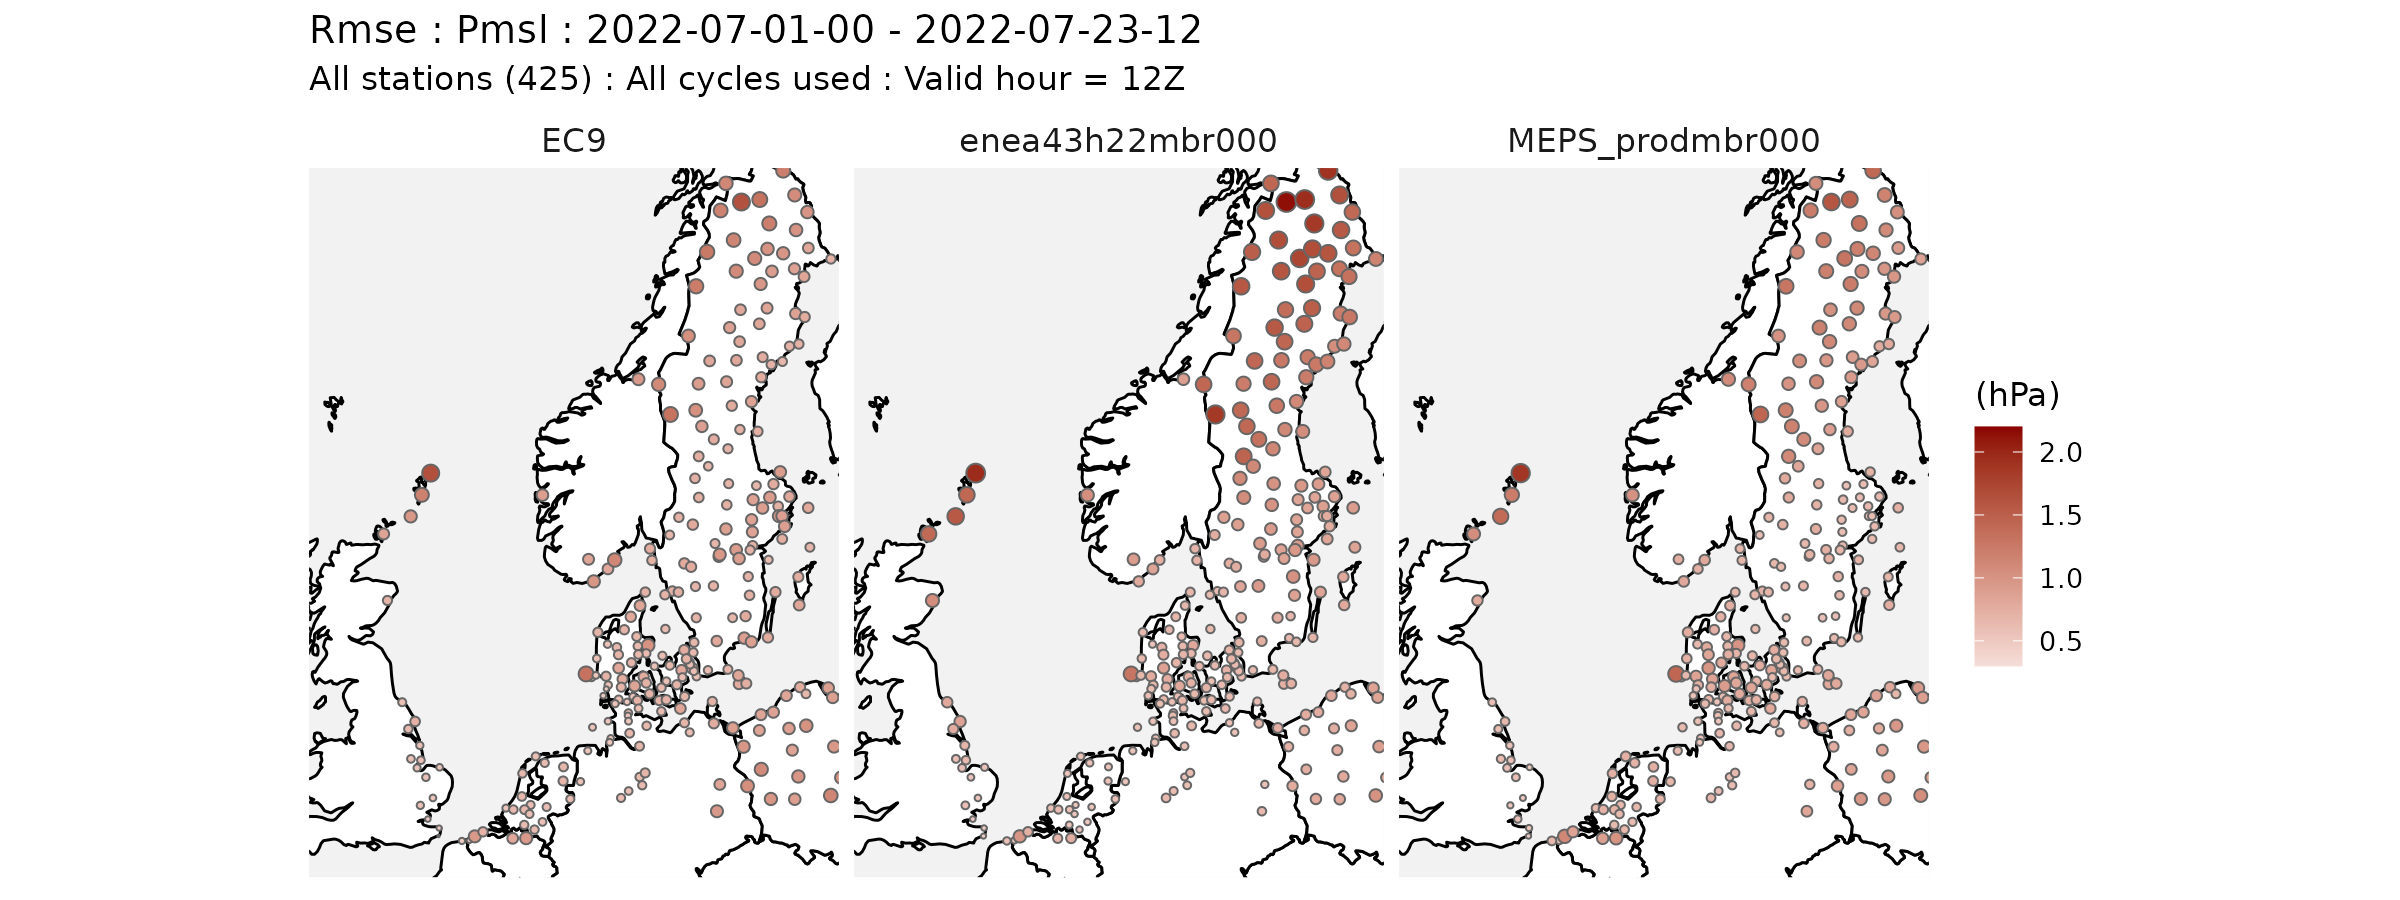 Rmse : Pmsl : 2022-07-01-00 - 2022-07-23-12
All stations (425) : All cycles used : Valid hour = 12Z
EC9
enea43h22mbr000
MEPS_prodmbr000
(hPa)
2.0
1.5
1.0
0.5